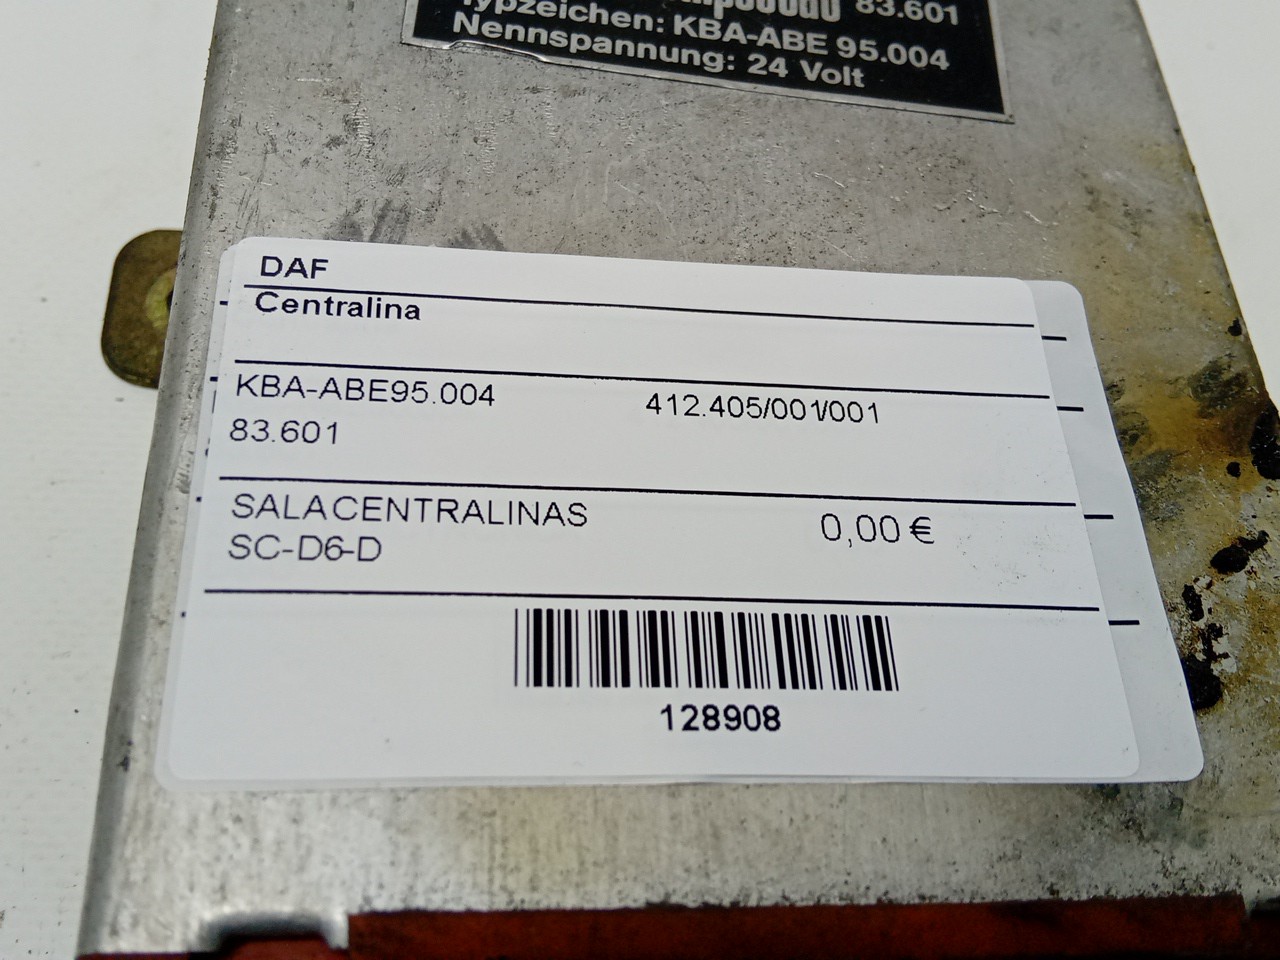 83.601
Typzeichen: KBA-ABE 95.004
Nennspannung: 24 Volt
DAF
Centralina
KBA-ABE95.004 412.405/001/001
83.601
SALACENTRALINAS 0,00 €
SC-D6-D
128908